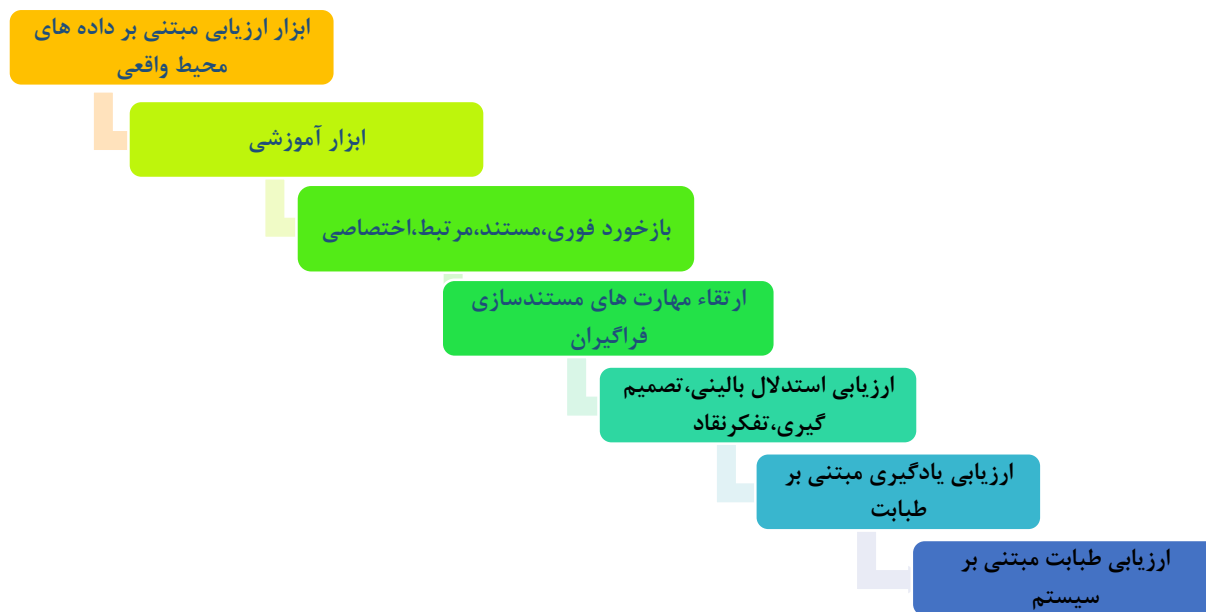 ابزار ارزیابی مبتنی بر داده های
محیط واقعی
ابزار آموزشی
بازخورد فوری،مستند،مرتبط،اختصاصی
ارتقاء مهارت های مستندسازی
فراگیران
ارزیابی استدلال بالینی،تصمیم
گیری،تفکرنقاد
ارزیابی یادگیری مبتنی بر
طبابت
ارزیابی طبابت مبتنی بر
سیستم